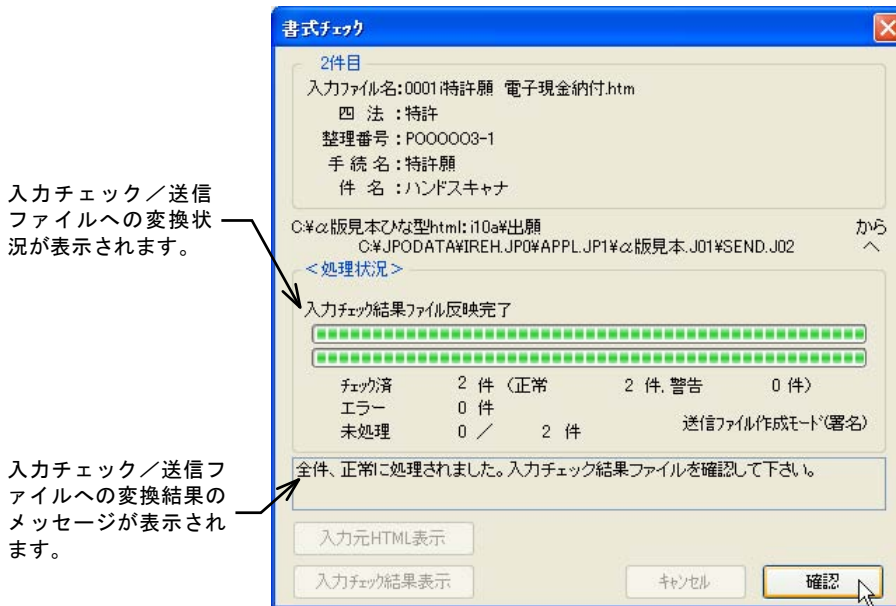 書式チェック
2件目
入力ファイル名:0001i特許願 電子現金納付.htm
四 法 :特許
整理番号:P000003-1
手続名:特許願
件 名 :ハンドスキャナ
入力チェック/送信
ファイルへの変換状
況が表示されます。
C:¥α版見本ひな型html:i10a¥出願 から
C:¥JPODATA¥IREH.JP0¥APPL.JP1¥α版見本.J01¥SEND.J02 へ
<処理状況>
入力チェック結果ファイル反映完了
チェック済 2 件 (正常 2 件,警告 0 件)
エラー 0 件
未処理 0 / 2 件 送信ファイル作成モード(署名)
入力チェック/送信フ
ァイルへの変換結果の
メッセージが表示され
ます。
全件、正常に処理されました。入力チェック結果ファイルを確認して下さい。
入力元HTML表示
入力チェック結果表示 キャンセル 確認